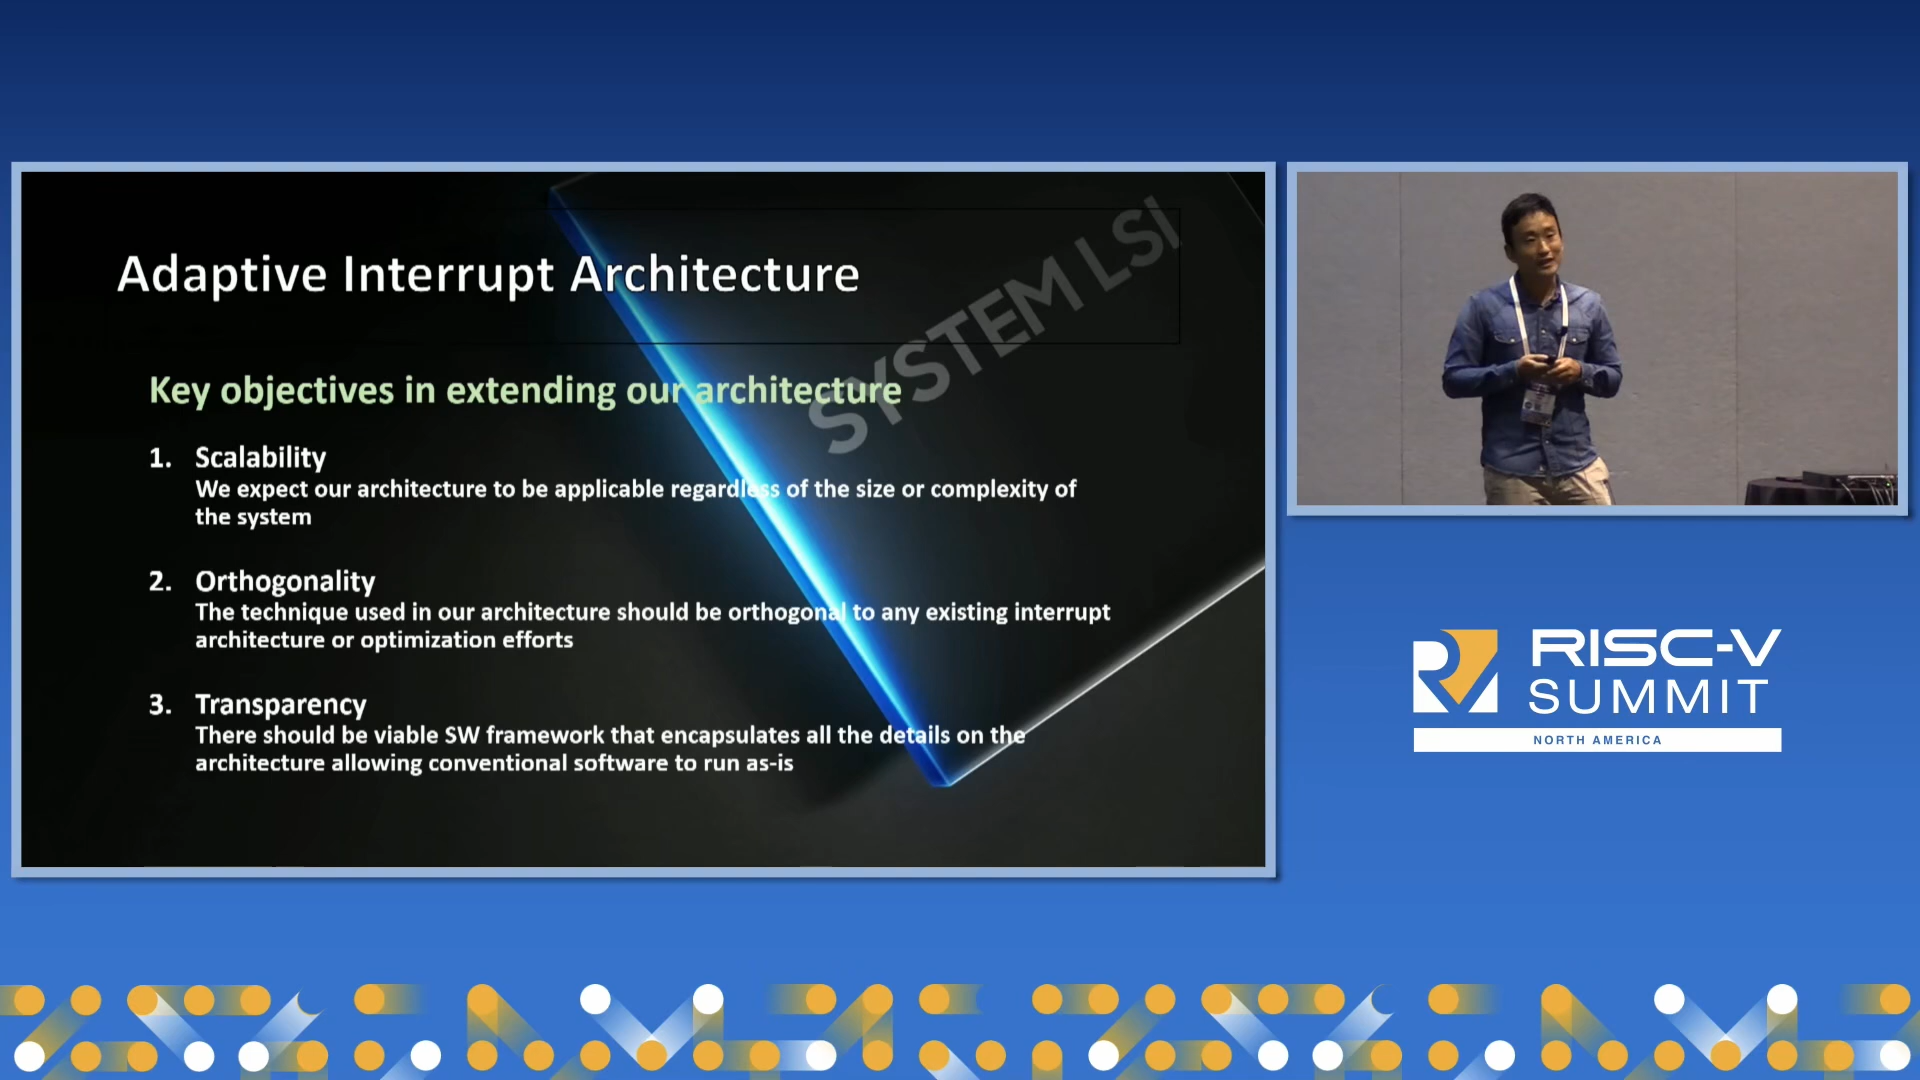 Adaptive Interrupt Architecture
SYSTEM LSI
Key objectives in extending our architecture
1. Scalability
We expect our architecture to be applicable regardless of the size or complexity of
the system
2. Orthogonality
The technique used in our architecture should be orthogonal to any existing interrupt
architecture or optimization efforts
3. Transparency
There should be viable SW framework that encapsulates all the details on the
architecture allowing conventional software to run as-is
RISC-V
SUMMIT
NORTH AMERICA